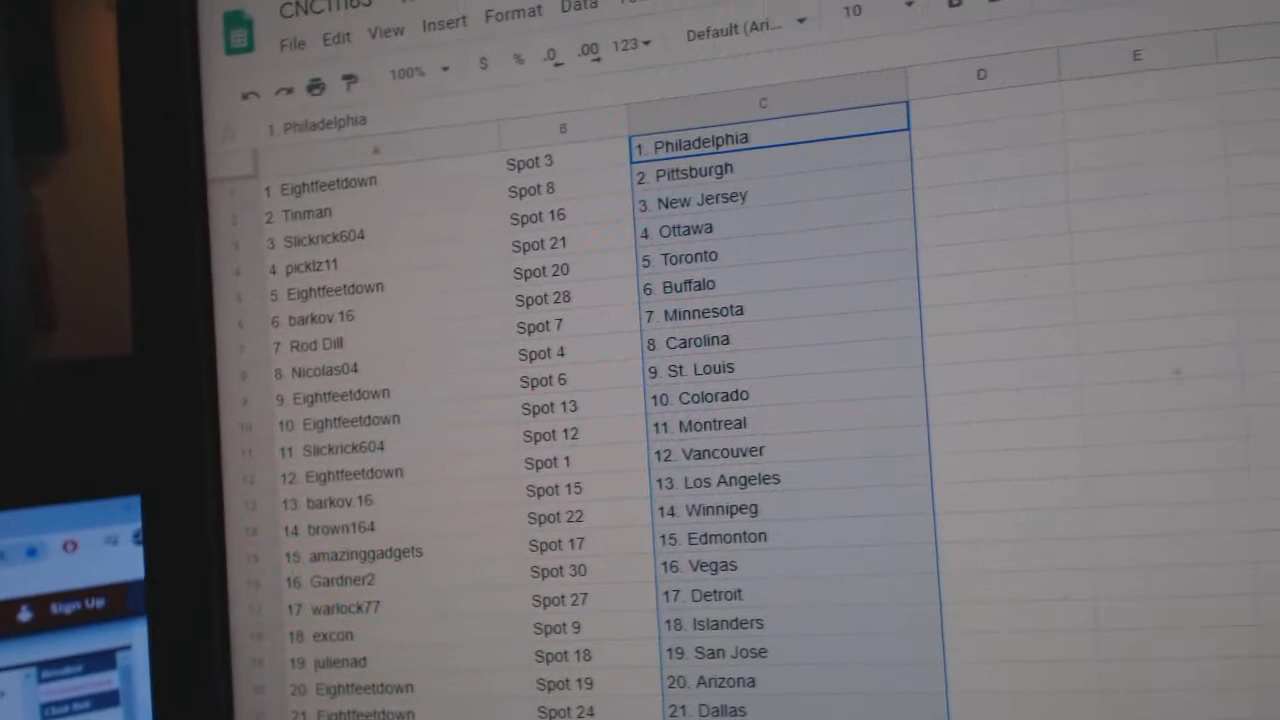 File Edit View Insert Format Data
100% $ % .0 .00 123 Default (Ari... 10
1. Philadelphia
A B C D E
1 Eightfeetdown Spot 3 1. Philadelphia
2 Tinman Spot 8 2. Pittsburgh
3 Slickrick604 Spot 16 3. New Jersey
4 picklz11 Spot 21 4. Ottawa
5 Eightfeetdown Spot 20 5. Toronto
6 barkov.16 Spot 28 6. Buffalo
7 Rod Dill Spot 7 7. Minnesota
8 Nicolas04 Spot 4 8. Carolina
9 Eightfeetdown Spot 6 9. St. Louis
10 Eightfeetdown Spot 13 10. Colorado
11 Slickrick604 Spot 12 11. Montreal
12 Eightfeetdown Spot 1 12. Vancouver
13 barkov.16 Spot 15 13. Los Angeles
14 brown164 Spot 22 14. Winnipeg
15 amazinggadgets Spot 17 15. Edmonton
16 Gardner2 Spot 30 16. Vegas
17 warlock77 Spot 27 17. Detroit
18 excon Spot 9 18. Islanders
19 julienad Spot 18 19. San Jose
20 Eightfeetdown Spot 19 20. Arizona
21 Eightfeetdown Spot 24 21. Dallas
Sign Up